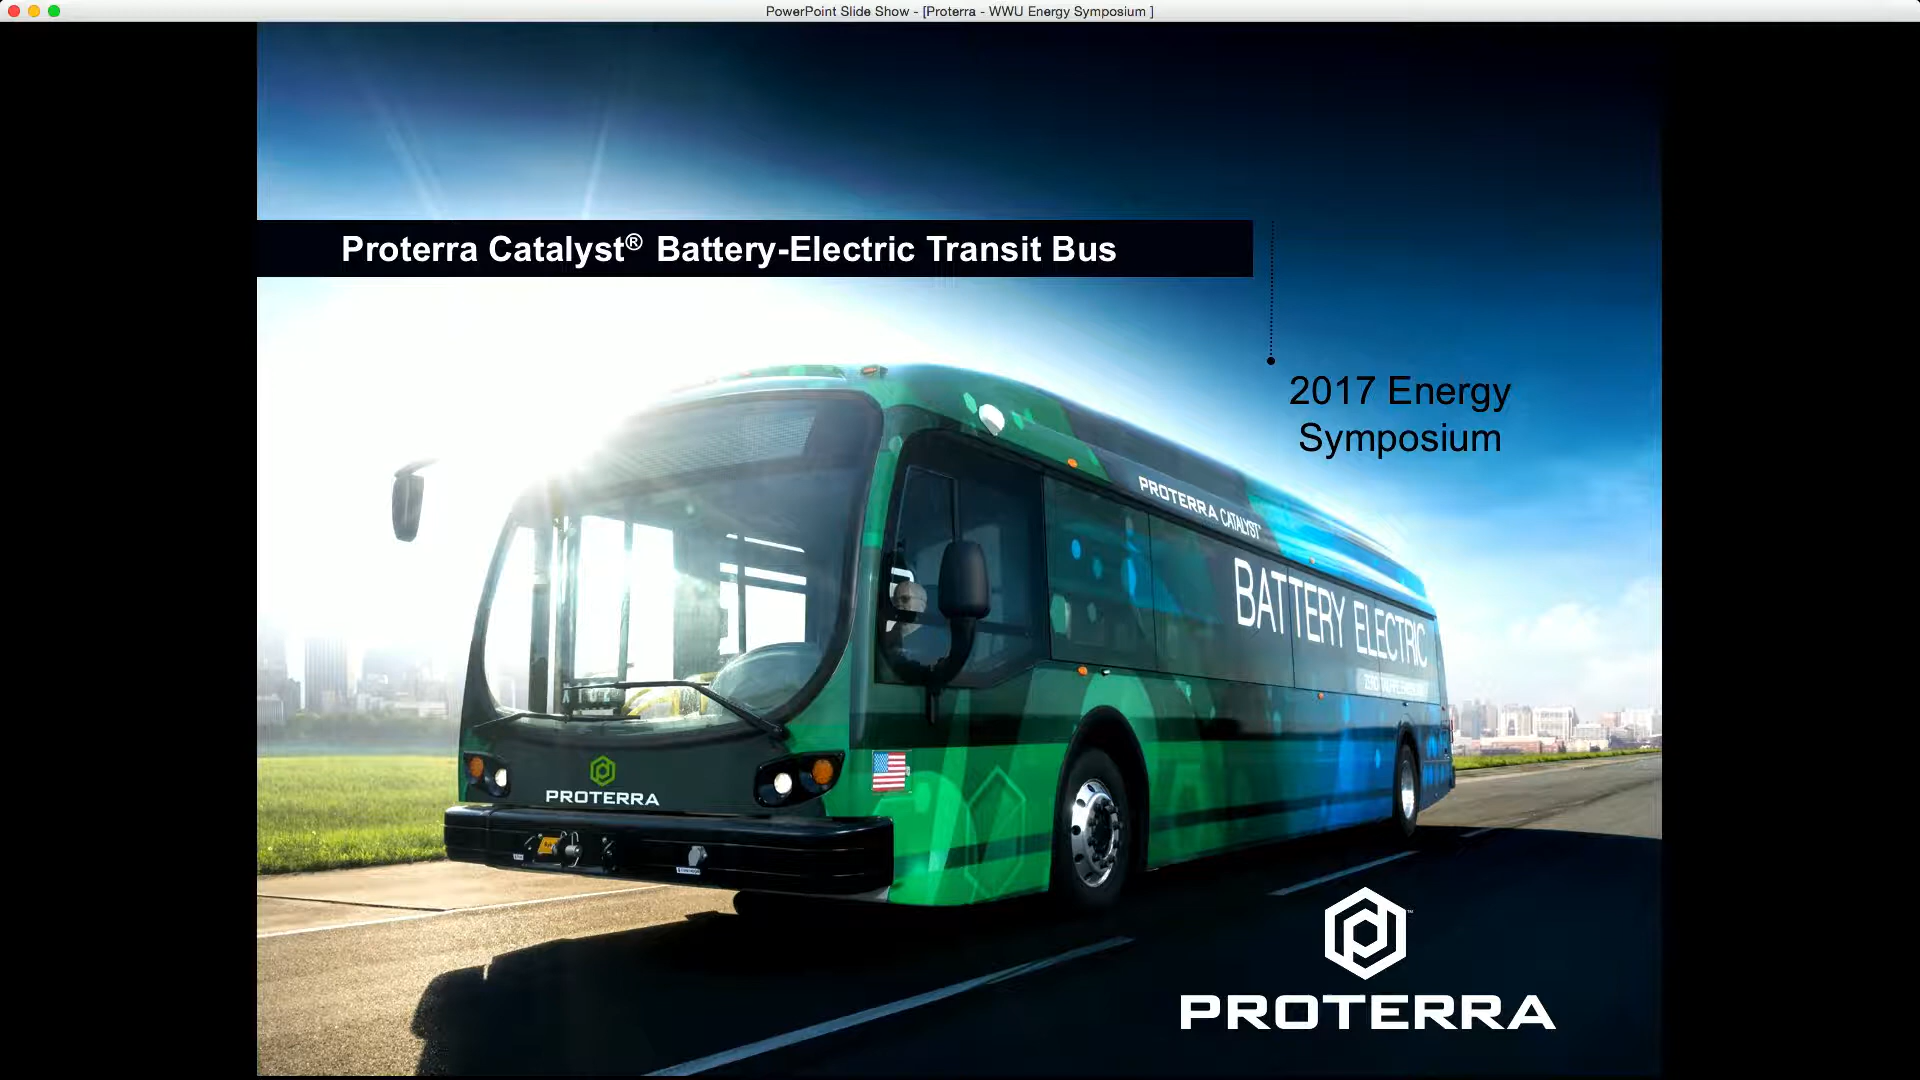 PowerPoint Slide Show - [Proterra - WWU Energy Symposium ]
Proterra Catalyst® Battery-Electric Transit Bus
2017 Energy
Symposium
PROTERRA CATALYST
BATTERY ELECTRIC
PROTERRA
PROTERRA